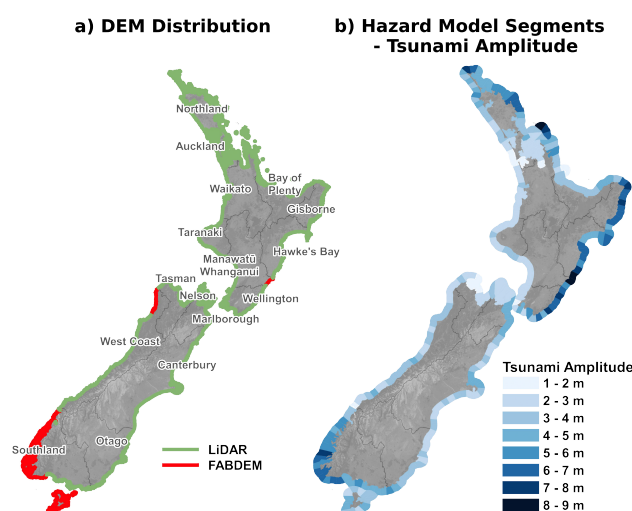 a) DEM Distribution
b) Hazard Model Segments
- Tsunami Amplitude
Northland
Auckland
Waikato
Bay of
Plenty
Gisborne
Taranaki
Hawke's Bay
Manawatū
Whanganui
Tasman
Nelson
Wellington
Marlborough
West Coast
Canterbury
Otago
Southland
LiDAR
FABDEM
Tsunami Amplitude
1 - 2 m
2 - 3 m
3 - 4 m
4 - 5 m
5 - 6 m
6 - 7 m
7 - 8 m
8 - 9 m